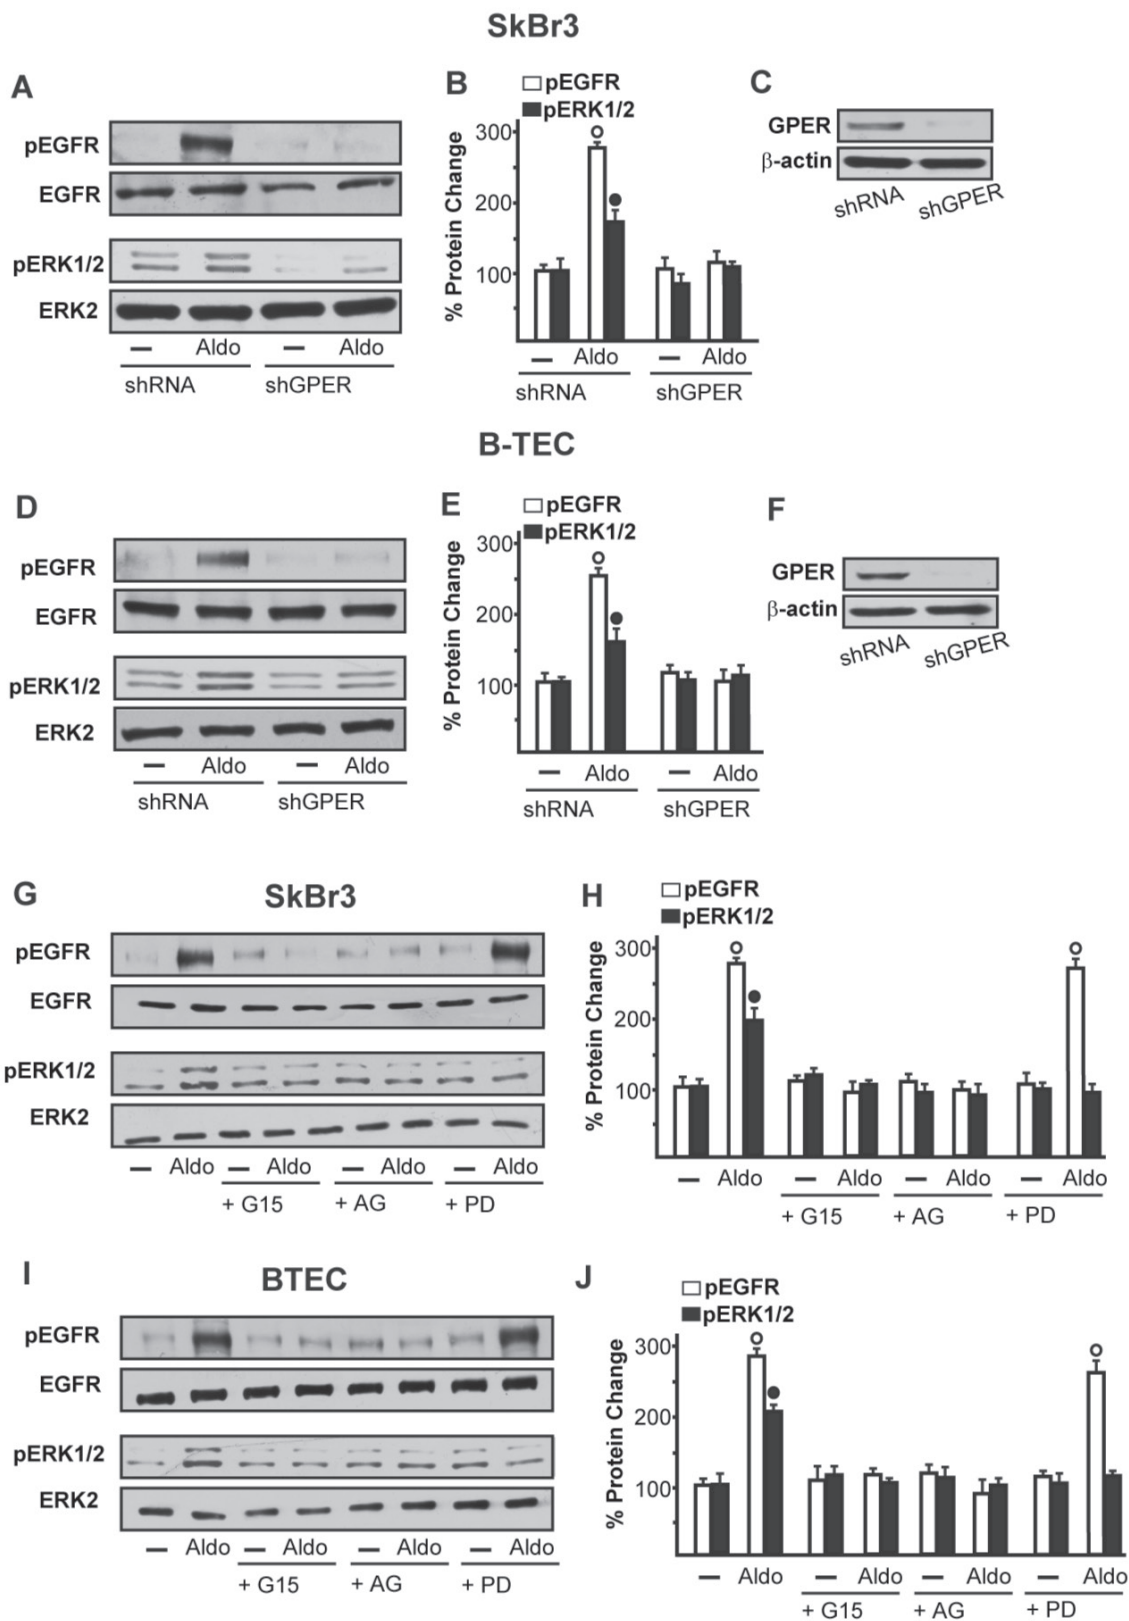 SkBr3
A
pEGFR
EGFR
pERK1/2
ERK2
— Aldo — Aldo
shRNA shGPER
B
pEGFR
pERK1/2
% Protein Change
300
200
100
— Aldo — Aldo
shRNA shGPER
C
GPER
β-actin
shRNA shGPER
B-TEC
D
pEGFR
EGFR
pERK1/2
ERK2
— Aldo — Aldo
shRNA shGPER
E
pEGFR
pERK1/2
% Protein Change
300
200
100
— Aldo — Aldo
shRNA shGPER
F
GPER
β-actin
shRNA shGPER
G
SkBr3
pEGFR
EGFR
pERK1/2
ERK2
— Aldo — Aldo — Aldo — Aldo
+ G15 + AG + PD
H
pEGFR
pERK1/2
% Protein Change
300
200
100
— Aldo — Aldo — Aldo — Aldo
+ G15 + AG + PD
I
BTEC
pEGFR
EGFR
pERK1/2
ERK2
— Aldo — Aldo — Aldo — Aldo
+ G15 + AG + PD
J
pEGFR
pERK1/2
% Protein Change
300
200
100
— Aldo — Aldo — Aldo — Aldo
+ G15 + AG + PD